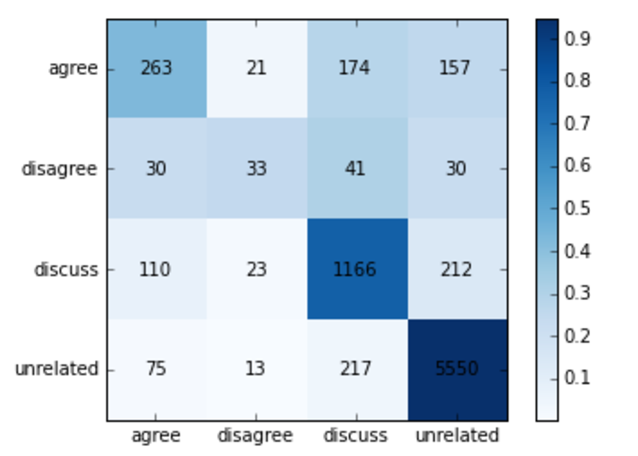 agree 263 21 174 157
disagree 30 33 41 30
discuss 110 23 1166 212
unrelated 75 13 217 5550
agree disagree discuss unrelated
0.9
0.8
0.7
0.6
0.5
0.4
0.3
0.2
0.1